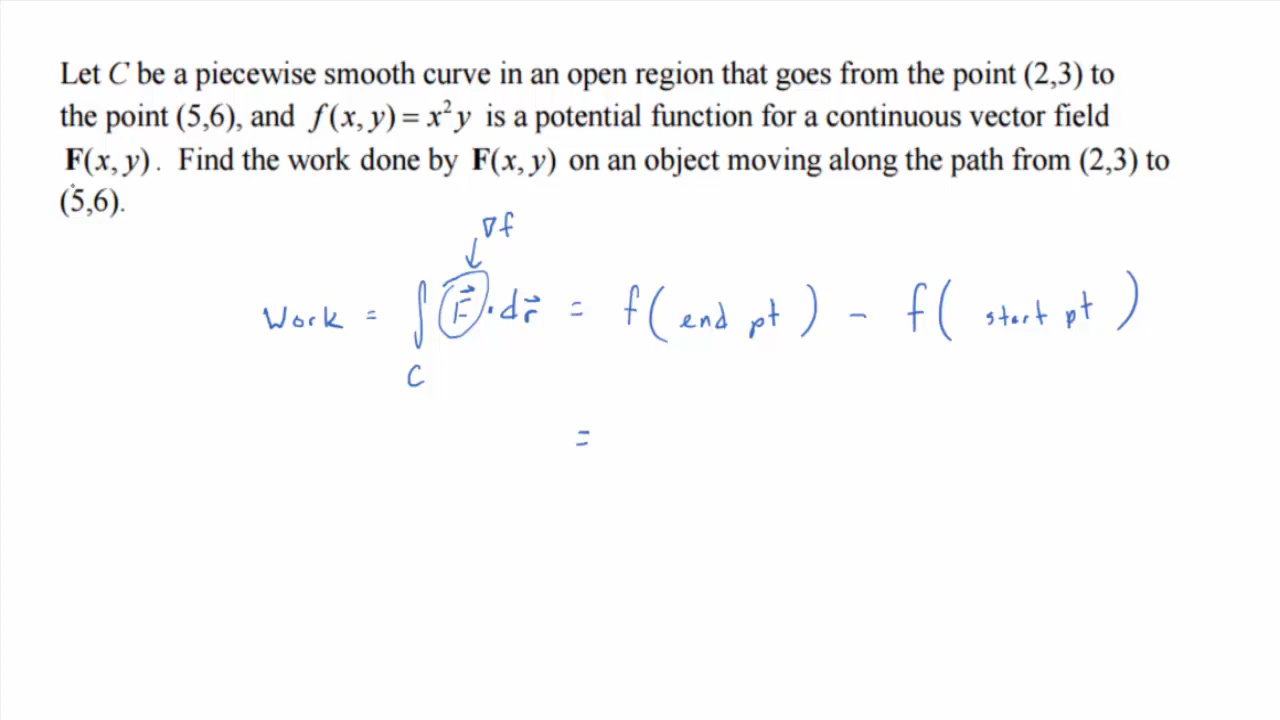 Let C be a piecewise smooth curve in an open region that goes from the point (2,3) to
the point (5,6), and f(x, y) = x² y is a potential function for a continuous vector field
F(x, y). Find the work done by F(x, y) on an object moving along the path from (2,3) to
(5,6).
∇f
Work = ∫ F⃗ · dr⃗ = f( end pt ) − f( start pt )
C
=